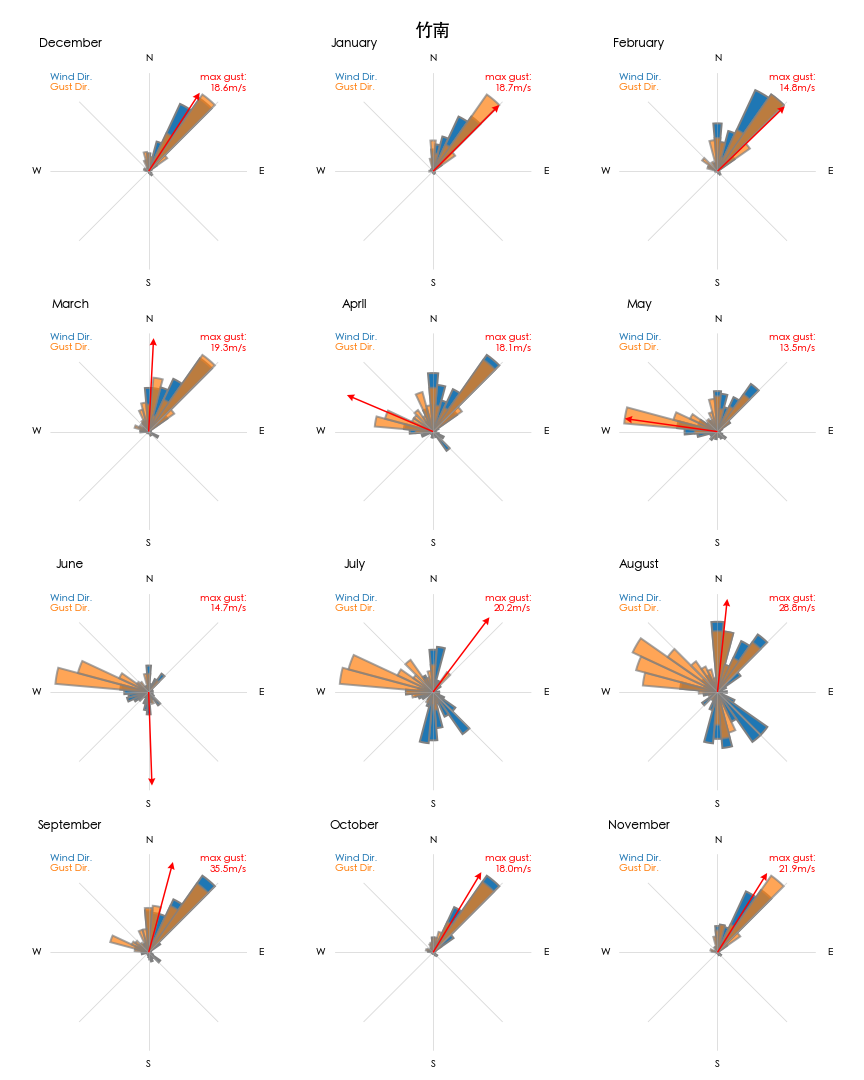 竹南
December
January
February
N
N
N
Wind Dir.
max gust:
Wind Dir.
max gust:
Wind Dir.
max gust:
Gust Dir.
18.6m/s
Gust Dir.
18.7m/s
Gust Dir.
14.8m/s
W
E
W
E
W
E
S
S
S
March
April
May
N
N
N
Wind Dir.
max gust:
Wind Dir.
max gust:
Wind Dir.
max gust:
Gust Dir.
19.3m/s
Gust Dir.
18.1m/s
Gust Dir.
13.5m/s
W
E
W
E
W
E
S
S
S
June
July
August
N
N
N
Wind Dir.
max gust:
Wind Dir.
max gust:
Wind Dir.
max gust:
Gust Dir.
14.7m/s
Gust Dir.
20.2m/s
Gust Dir.
28.8m/s
W
E
W
E
W
E
S
S
S
September
October
November
N
N
N
Wind Dir.
max gust:
Wind Dir.
max gust:
Wind Dir.
max gust:
Gust Dir.
35.5m/s
Gust Dir.
18.0m/s
Gust Dir.
21.9m/s
W
E
W
E
W
E
S
S
S